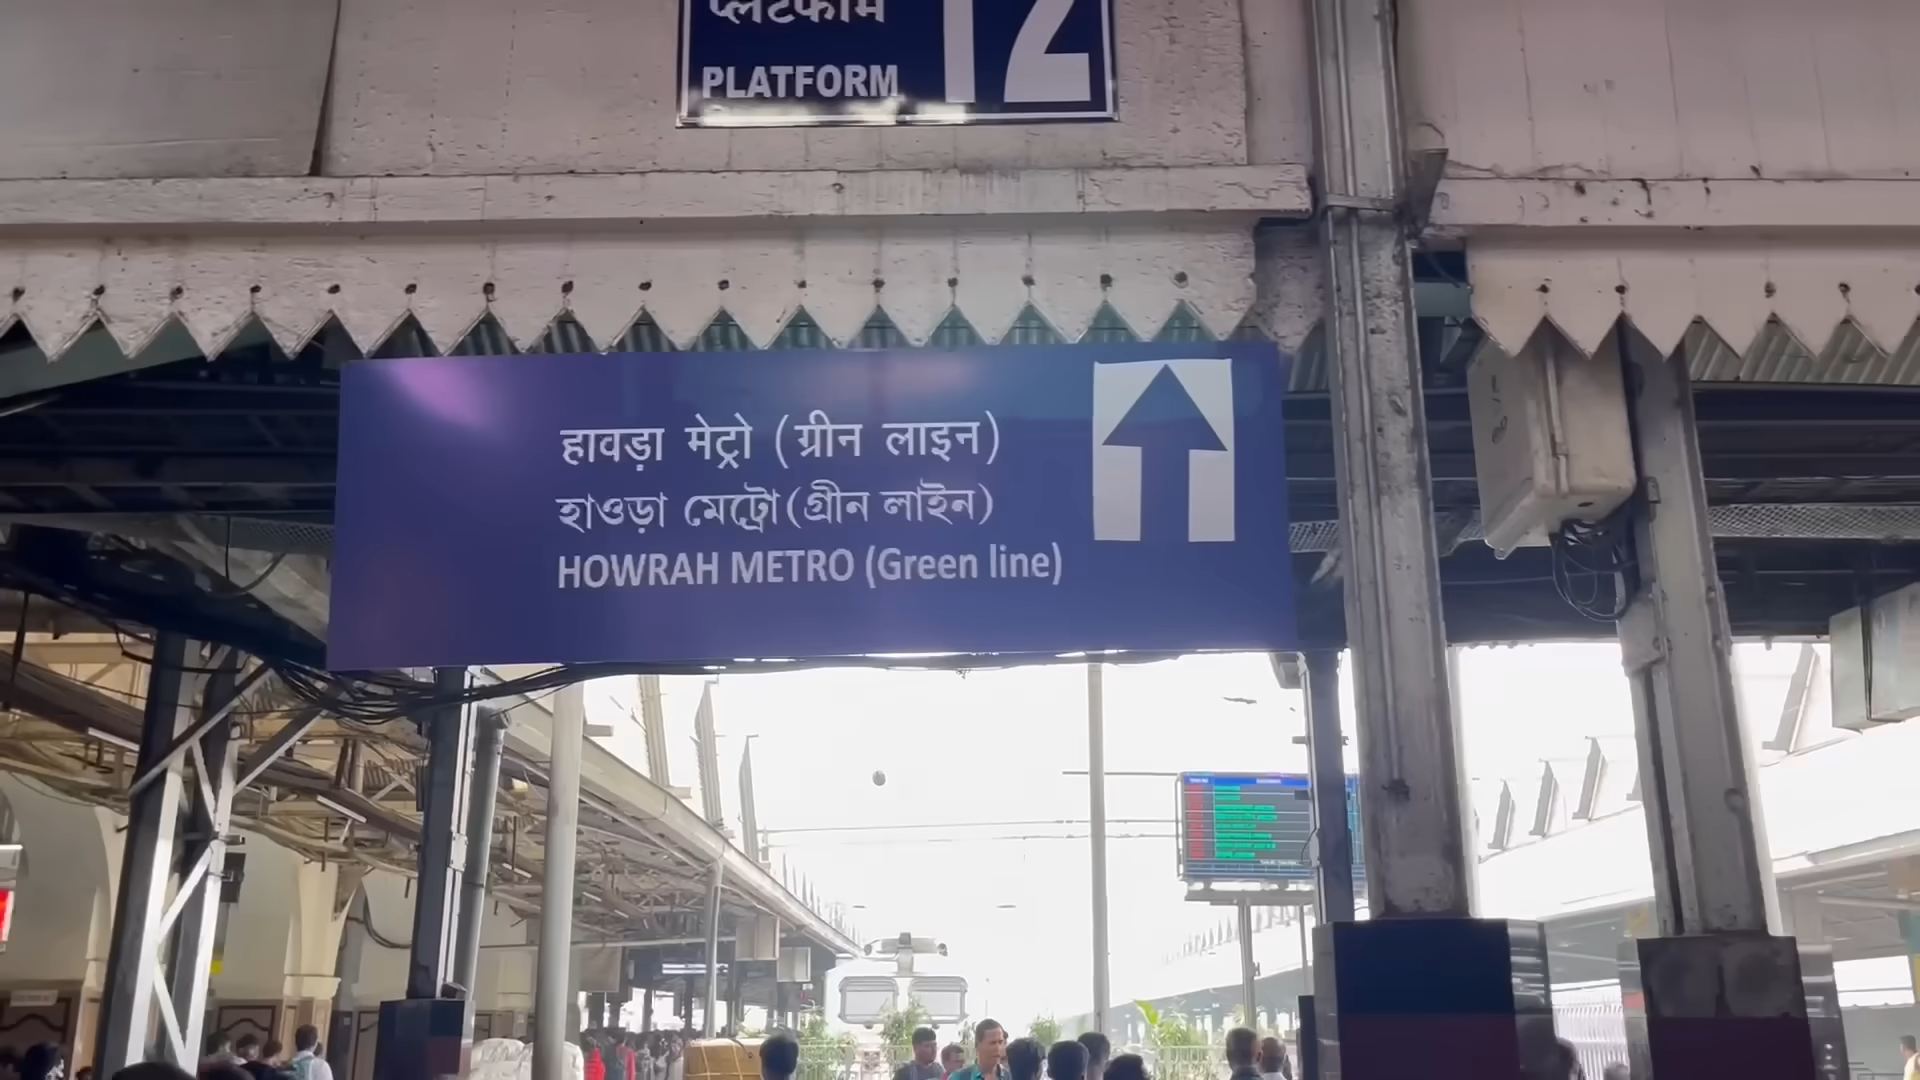 प्लेटफार्म 12
PLATFORM
हावड़ा मेट्रो (ग्रीन लाइन)
হাওড়া মেট্রো (গ্রীন লাইন)
HOWRAH METRO (Green line)